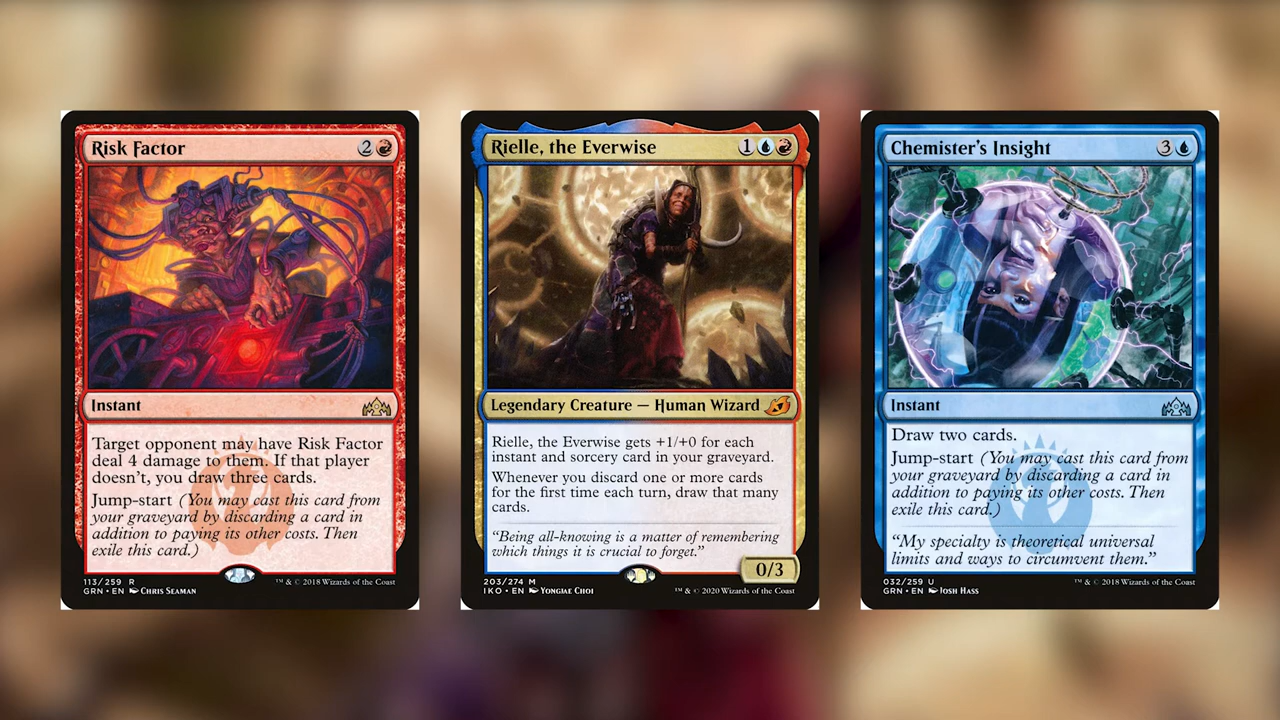 Risk Factor 2
Instant
Target opponent may have Risk Factor
deal 4 damage to them. If that player
doesn't, you draw three cards.
Jump-start (You may cast this card from
your graveyard by discarding a card in
addition to paying its other costs. Then
exile this card.)
113/259 R
GRN • EN Chris Seaman
™ & © 2018 Wizards of the Coast
Rielle, the Everwise 1
Legendary Creature — Human Wizard
Rielle, the Everwise gets +1/+0 for each
instant and sorcery card in your graveyard.
Whenever you discard one or more cards
for the first time each turn, draw that many
cards.
“Being all-knowing is a matter of remembering
which things it is crucial to forget.”
0/3
203/274 M
IKO • EN Yongjae Choi
™ & © 2020 Wizards of the Coast
Chemister's Insight 3
Instant
Draw two cards.
Jump-start (You may cast this card from
your graveyard by discarding a card in
addition to paying its other costs. Then
exile this card.)
“My specialty is theoretical universal
limits and ways to circumvent them.”
032/259 U
GRN • EN Josh Hass
™ & © 2018 Wizards of the Coast